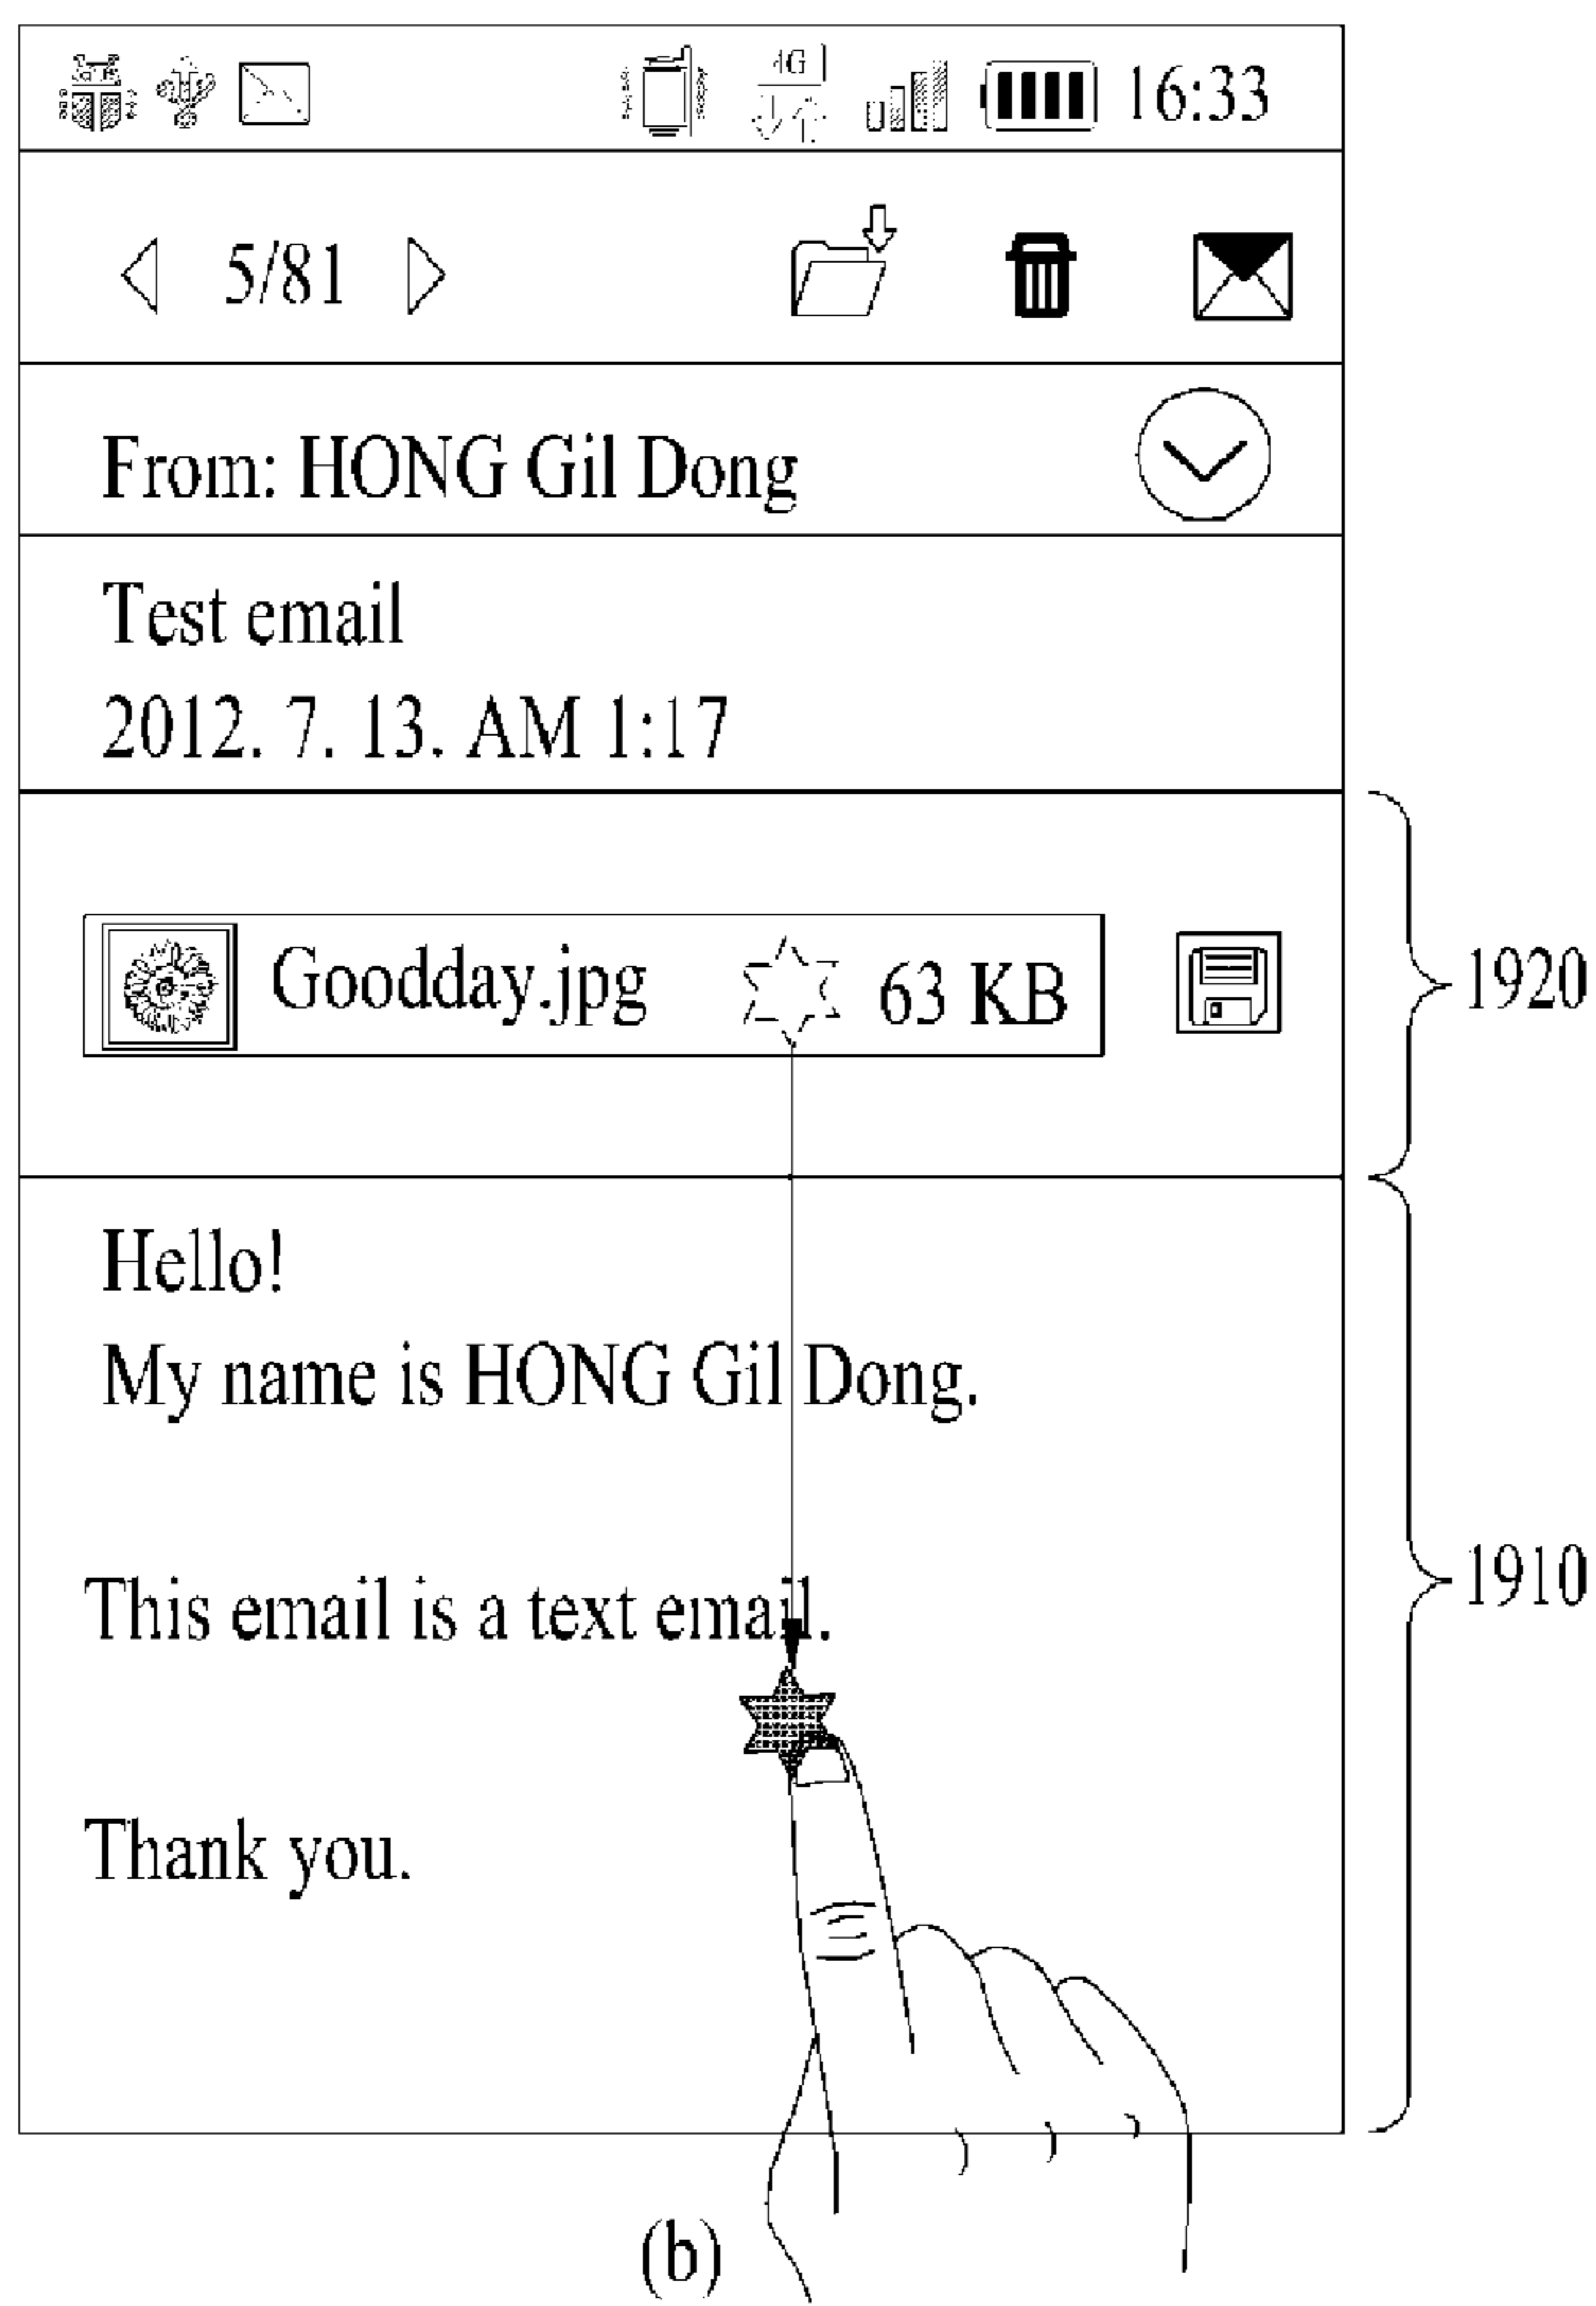 4G 16:33
5/81
From: HONG Gil Dong
Test email
2012. 7. 13. AM 1:17
Goodday.jpg 63 KB
1920
Hello!
My name is HONG Gil Dong.
This email is a text email.
1910
Thank you.
(b)